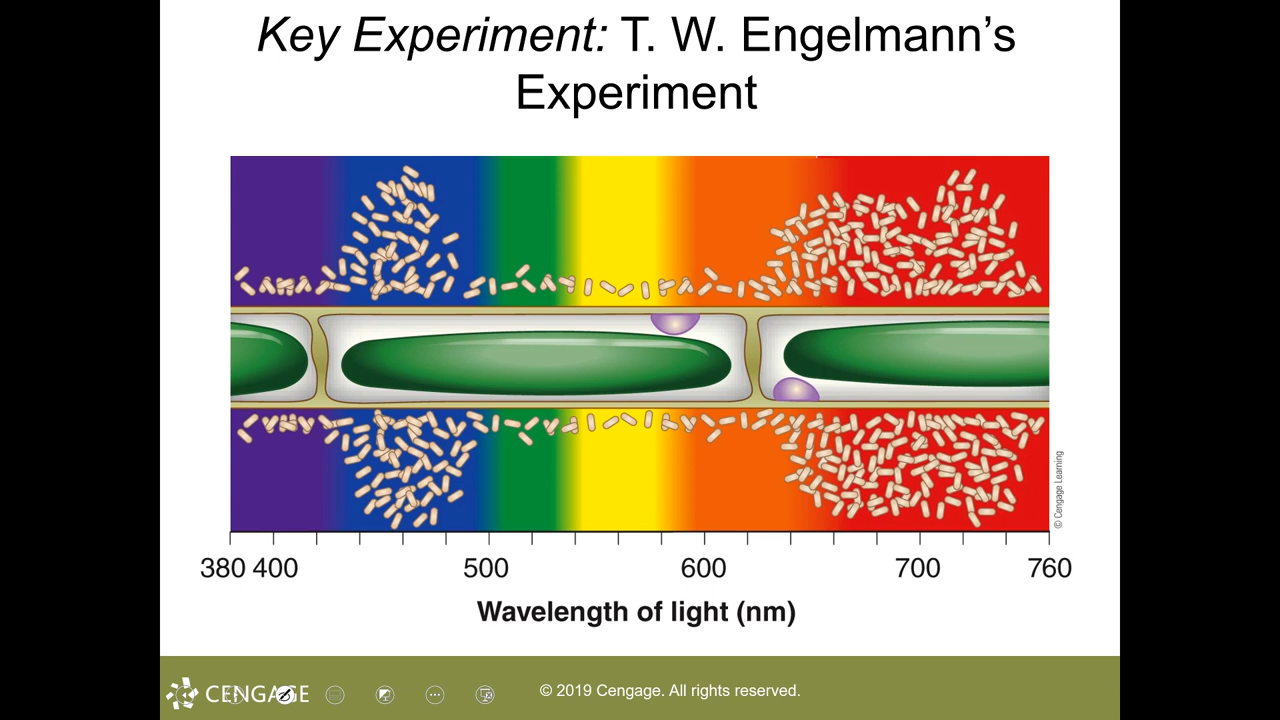 Key Experiment: T. W. Engelmann’s
Experiment
© Cengage Learning
380 400 500 600 700 760
Wavelength of light (nm)
CENGAGE
© 2019 Cengage. All rights reserved.